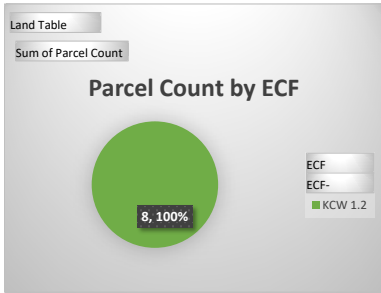 Land Table
Sum of Parcel Count
Parcel Count by ECF
8, 100%
ECF
ECF-
KCW 1.2